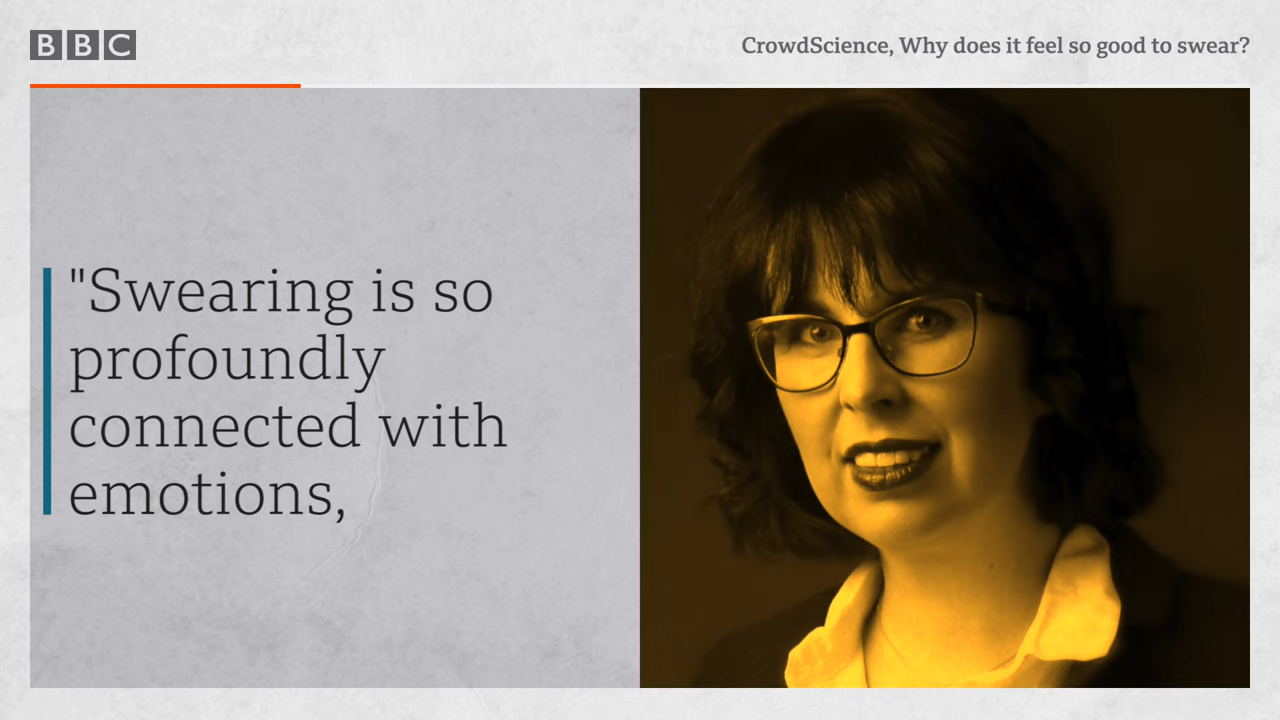 BBC
CrowdScience, Why does it feel so good to swear?
"Swearing is so
profoundly
connected with
emotions,